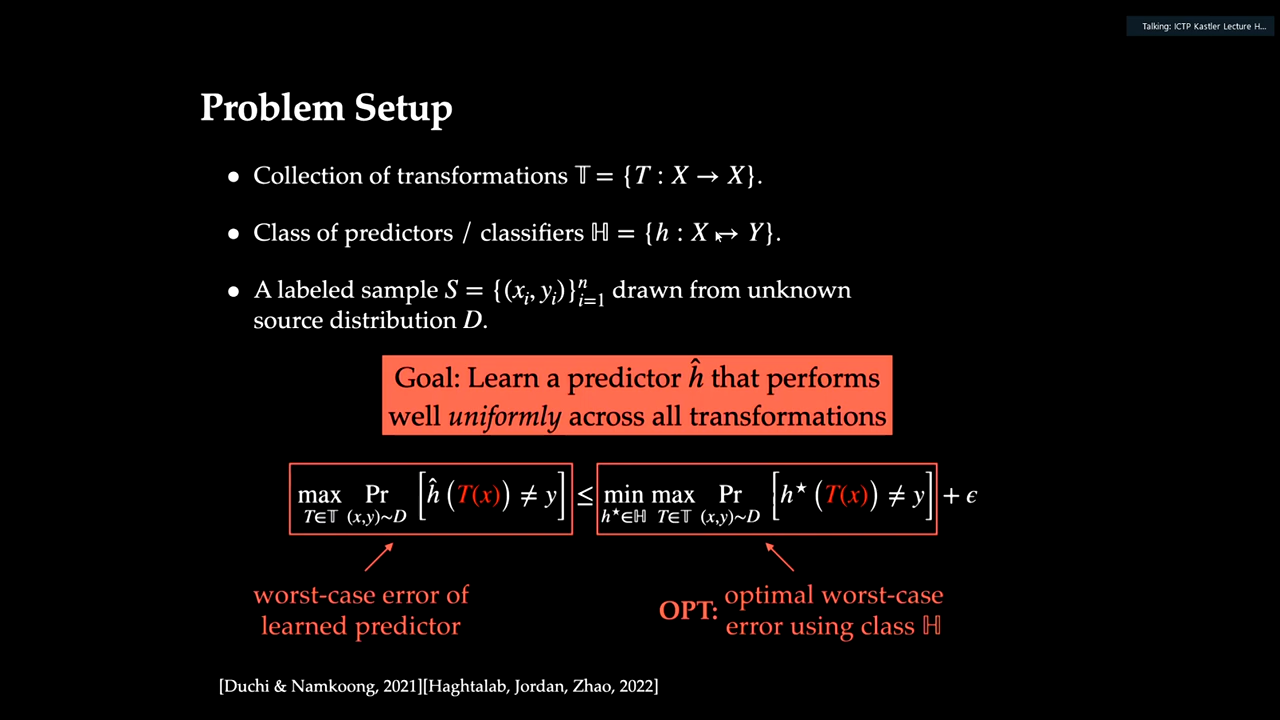 Talking: ICTP Kastler Lecture H...
Problem Setup
● Collection of transformations 𝕋 = {T : X → X}.
● Class of predictors / classifiers ℍ = {h : X ↦ Y}.
● A labeled sample S = {(xᵢ, yᵢ)}ⁿᵢ₌₁ drawn from unknown
source distribution D.
Goal: Learn a predictor ĥ that performs
well uniformly across all transformations
max Pr [ĥ (T(x)) ≠ y] ≤ min max Pr [h⋆ (T(x)) ≠ y] + ϵ
T∈𝕋 (x,y)~D h⋆∈ℍ T∈𝕋 (x,y)~D
worst-case error of
learned predictor
OPT: optimal worst-case
error using class ℍ
[Duchi & Namkoong, 2021][Haghtalab, Jordan, Zhao, 2022]